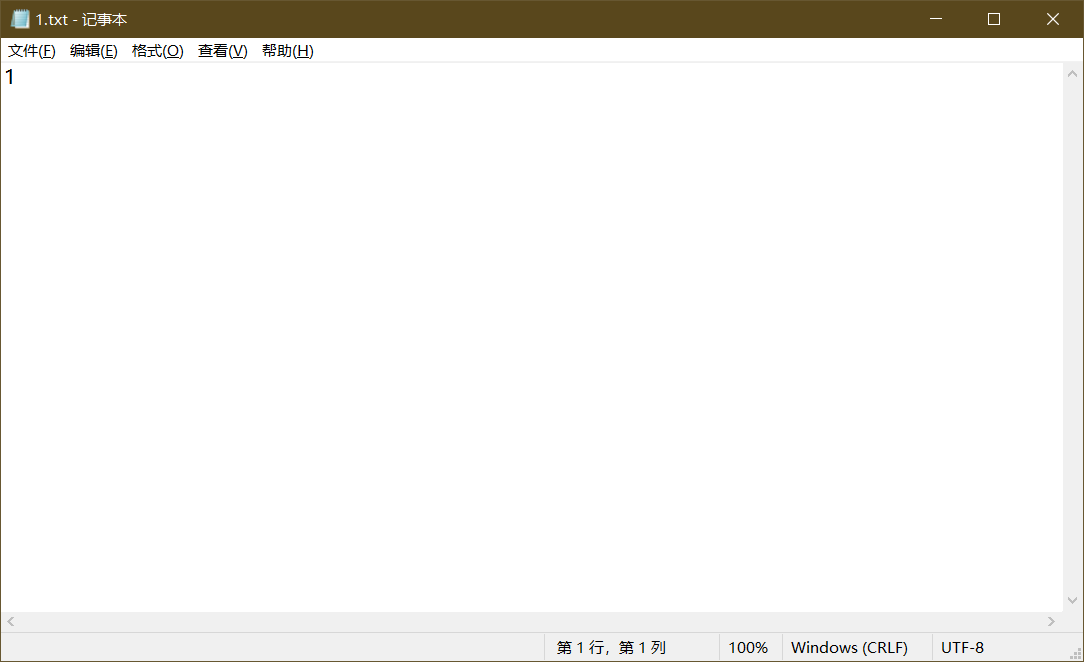 1.txt - 记事本
文件(F) 编辑(E) 格式(O) 查看(V) 帮助(H)
1
第 1 行，第 1 列 100% Windows (CRLF) UTF-8